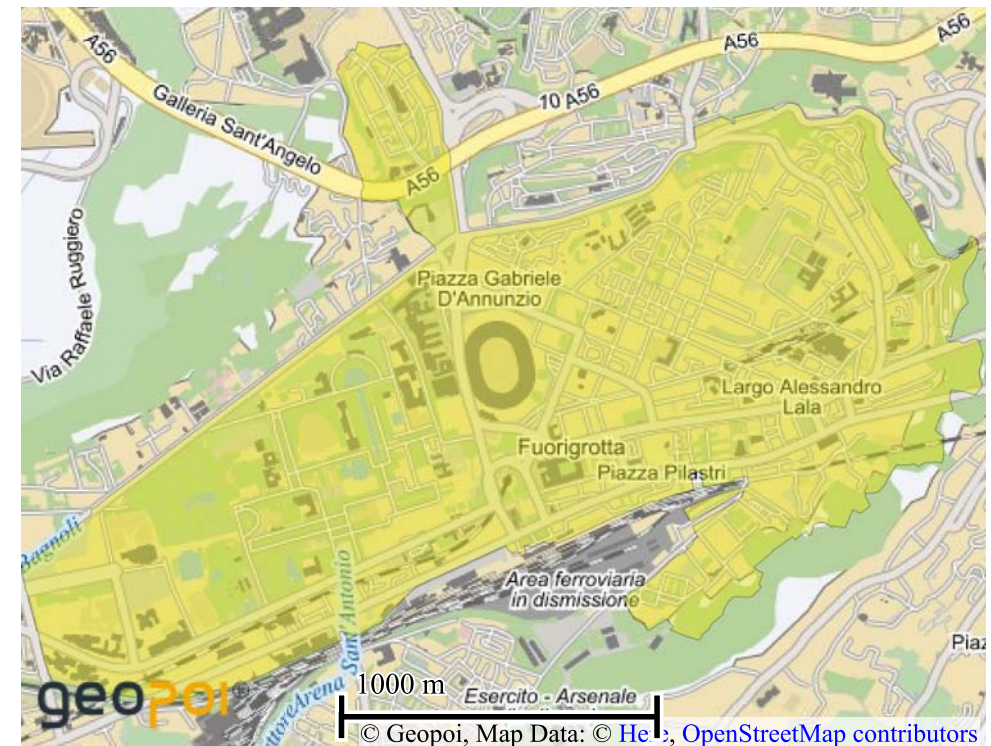 A56
A56
A56
10 A56
Galleria Sant'Angelo
A56
Via Raffaele Ruggiero
Piazza Gabriele
D'Annunzio
Largo Alessandro
Lala
Fuorigrotta
Piazza Pilastri
Bagnoli
Area ferroviaria
in dismissione
Arena Sant'Antonio
Piaz
geopoi®
1000 m
Esercito - Arsenale
© Geopoi, Map Data: © Here, OpenStreetMap contributors